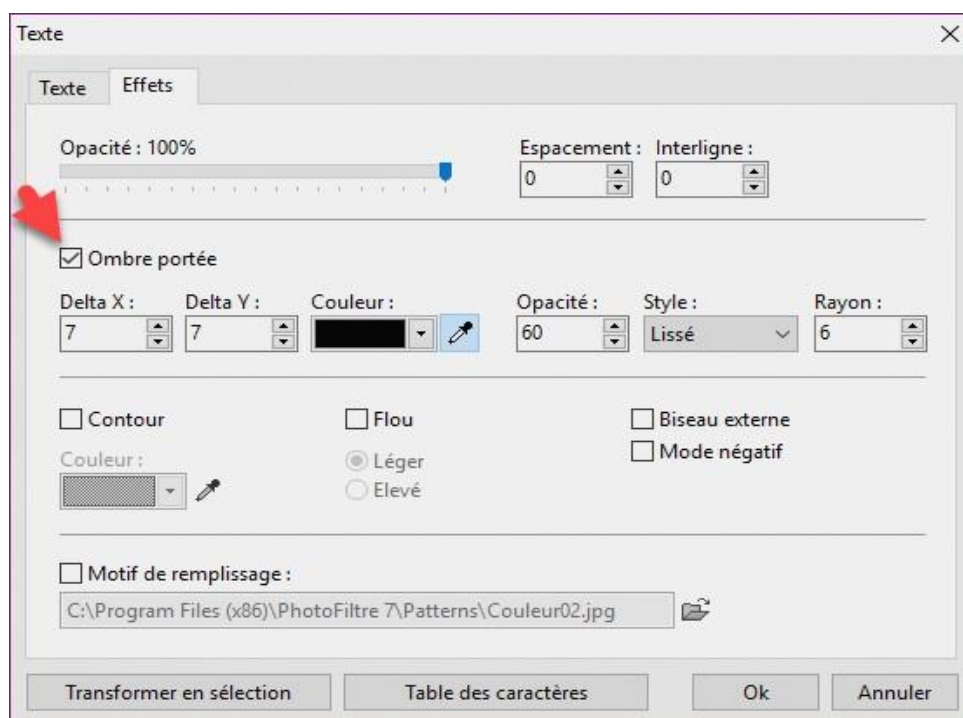 Texte
Texte Effets
Opacité : 100% Espacement : Interligne :
0 0
Ombre portée
Delta X : Delta Y : Couleur : Opacité : Style : Rayon :
7 7 60 Lissé 6
Contour Flou Biseau externe
Couleur : Léger Mode négatif
Elevé
Motif de remplissage :
C:\Program Files (x86)\PhotoFiltre 7\Patterns\Couleur02.jpg
Transformer en sélection Table des caractères Ok Annuler